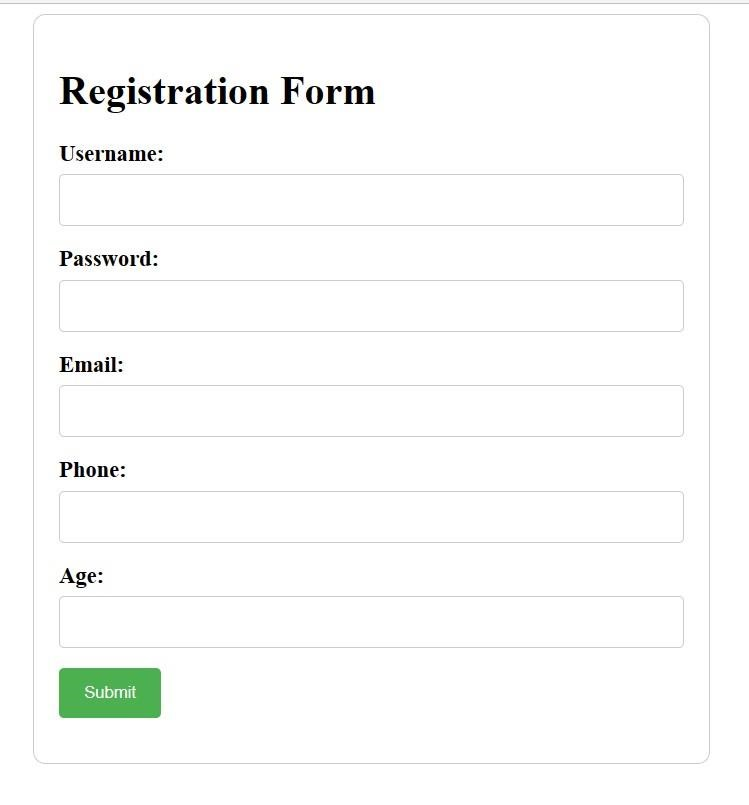 Registration Form
Username:
Password:
Email:
Phone:
Age:
Submit